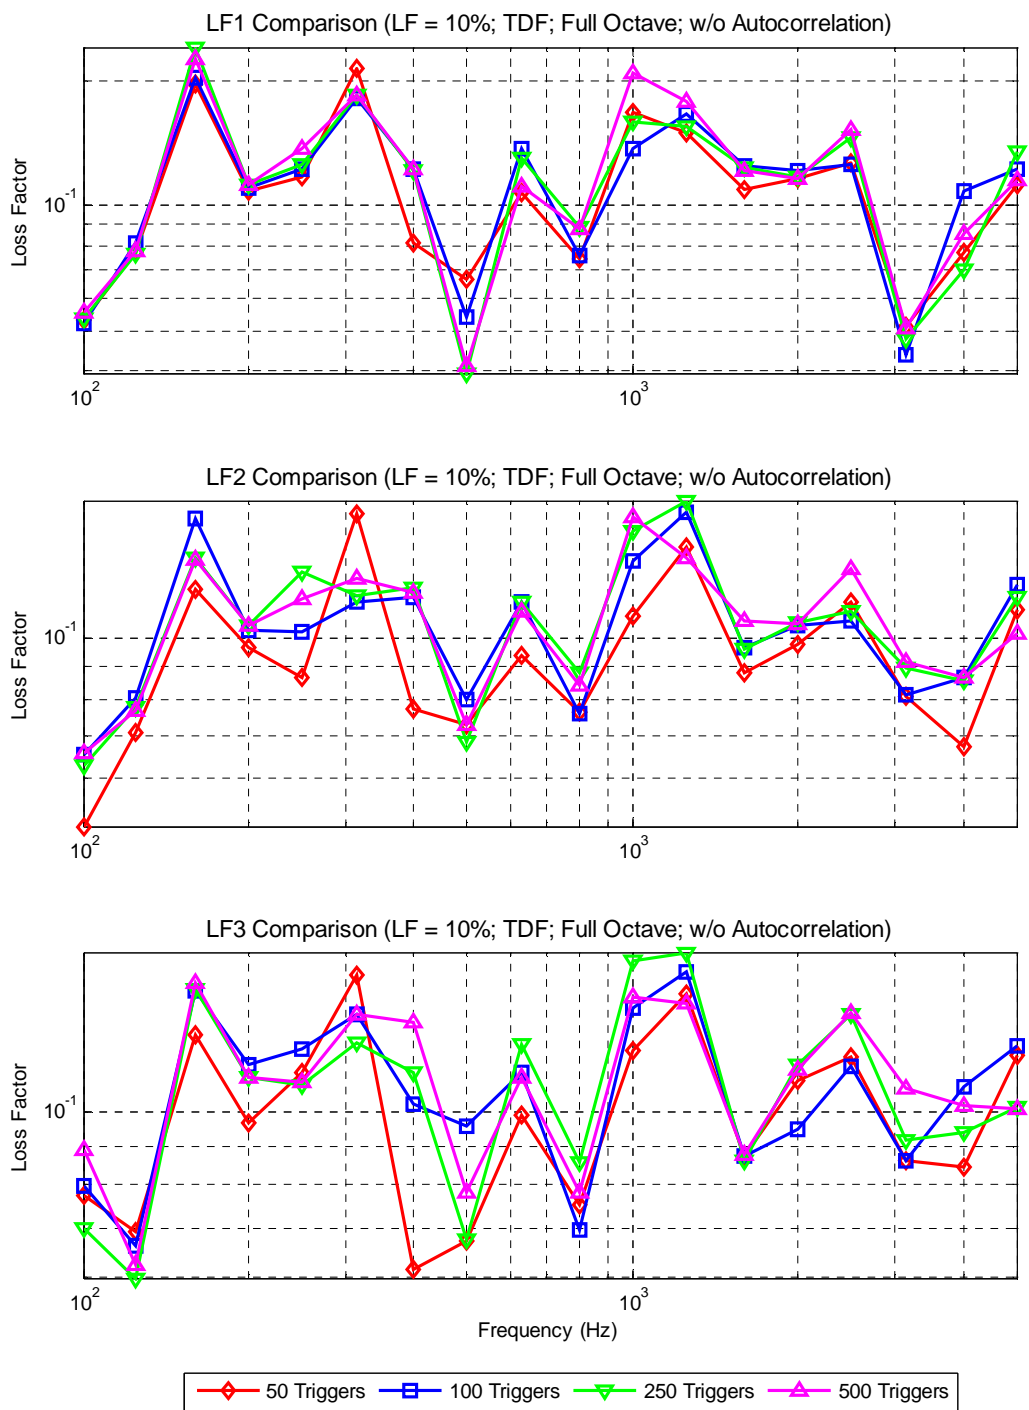 LF1 Comparison (LF = 10%; TDF; Full Octave; w/o Autocorrelation)
Loss Factor
10^-1
10^2
10^3
LF2 Comparison (LF = 10%; TDF; Full Octave; w/o Autocorrelation)
Loss Factor
10^-1
10^2
10^3
LF3 Comparison (LF = 10%; TDF; Full Octave; w/o Autocorrelation)
Loss Factor
10^-1
10^2
10^3
Frequency (Hz)
50 Triggers 100 Triggers 250 Triggers 500 Triggers